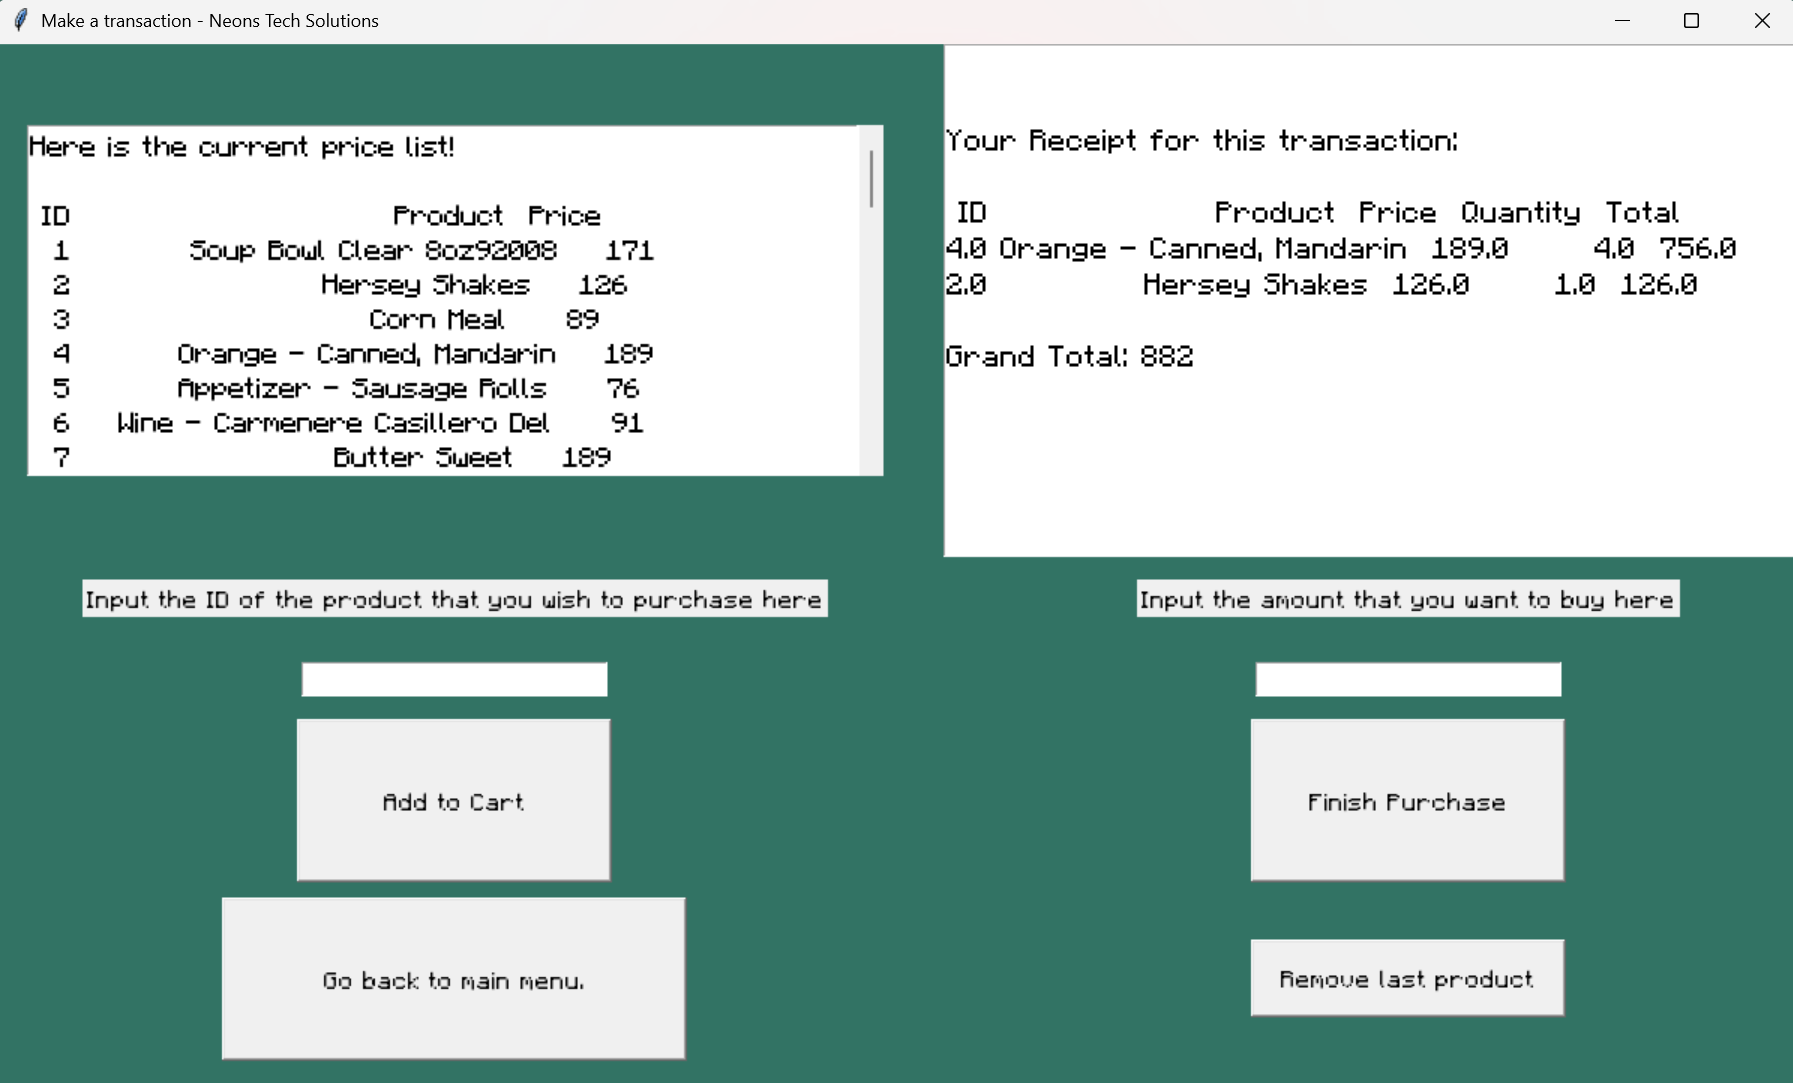 Make a transaction - Neons Tech Solutions
Here is the current price list!
ID Product Price
1 Soup Bowl Clear 8oz92008 171
2 Hersey Shakes 126
3 Corn Meal 89
4 Orange - Canned, Mandarin 189
5 Appetizer - Sausage Rolls 76
6 Wine - Carmenere Casillero Del 91
7 Butter Sweet 189
Your Receipt for this transaction:
ID Product Price Quantity Total
4.0 Orange - Canned, Mandarin 189.0 4.0 756.0
2.0 Hersey Shakes 126.0 1.0 126.0
Grand Total: 882
Input the ID of the product that you wish to purchase here
Input the amount that you want to buy here
Add to Cart
Finish Purchase
Go back to main menu.
Remove last product